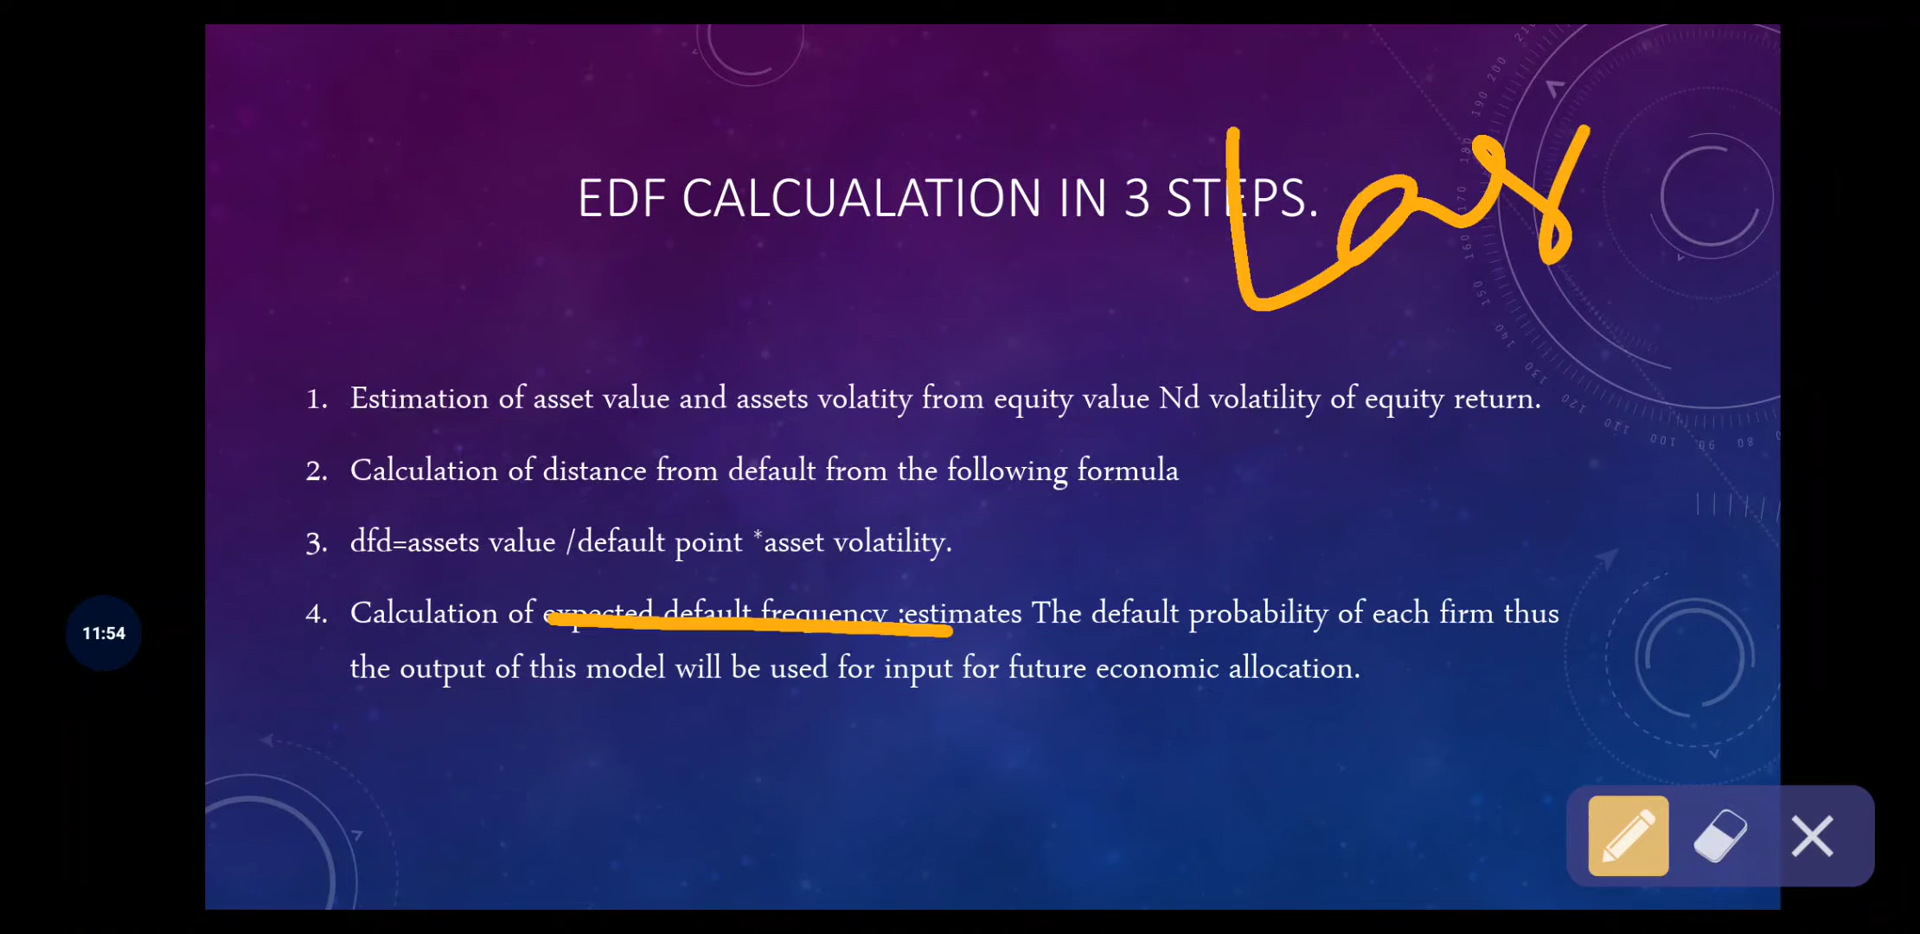 EDF CALCUALATION IN 3 STEPS.
1. Estimation of asset value and assets volatity from equity value Nd volatility of equity return.
2. Calculation of distance from default from the following formula
3. dfd=assets value /default point *asset volatility.
4. Calculation of expected default frequency :estimates The default probability of each firm thus
the output of this model will be used for input for future economic allocation.
11:54